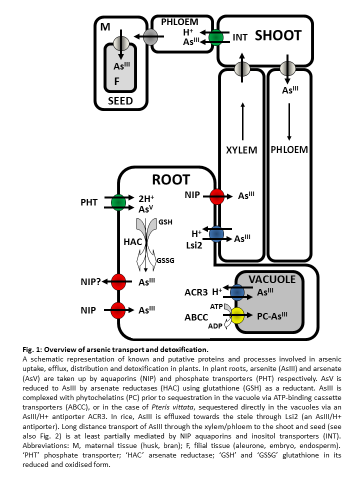 M
PHLOEM
H⁺
Asᴵᴵᴵ
INT
SHOOT
Asᴵᴵᴵ
F
SEED
Asᴵᴵᴵ
XYLEM
PHLOEM
ROOT
PHT
2H⁺
Asⱽ
NIP
Asᴵᴵᴵ
GSH
HAC
GSSG
H⁺
Lsi2
Asᴵᴵᴵ
NIP?
Asᴵᴵᴵ
NIP
Asᴵᴵᴵ
VACUOLE
ACR3
H⁺
Asᴵᴵᴵ
ABCC
ATP
ADP
PC-Asᴵᴵᴵ
Fig. 1: Overview of arsenic transport and detoxification.
A schematic representation of known and putative proteins and processes involved in arsenic
uptake, efflux, distribution and detoxification in plants. In plant roots, arsenite (AsIII) and arsenate
(AsV) are taken up by aquaporins (NIP) and phosphate transporters (PHT) respectively. AsV is
reduced to AsIII by arsenate reductases (HAC) using glutathione (GSH) as a reductant. AsIII is
complexed with phytochelatins (PC) prior to sequestration in the vacuole via ATP-binding cassette
transporters (ABCC), or in the case of Pteris vittata, sequestered directly in the vacuoles via an
AsIII/H+ antiporter ACR3. In rice, AsIII is effluxed towards the stele through Lsi2 (an AsIII/H+
antiporter). Long distance transport of AsIII through the xylem/phloem to the shoot and seed (see
also Fig. 2) is at least partially mediated by NIP aquaporins and inositol transporters (INT).
Abbreviations: M, maternal tissue (husk, bran); F, filial tissue (aleurone, embryo, endosperm).
'PHT' phosphate transporter; 'HAC' arsenate reductase; 'GSH' and 'GSSG' glutathione in its
reduced and oxidised form.